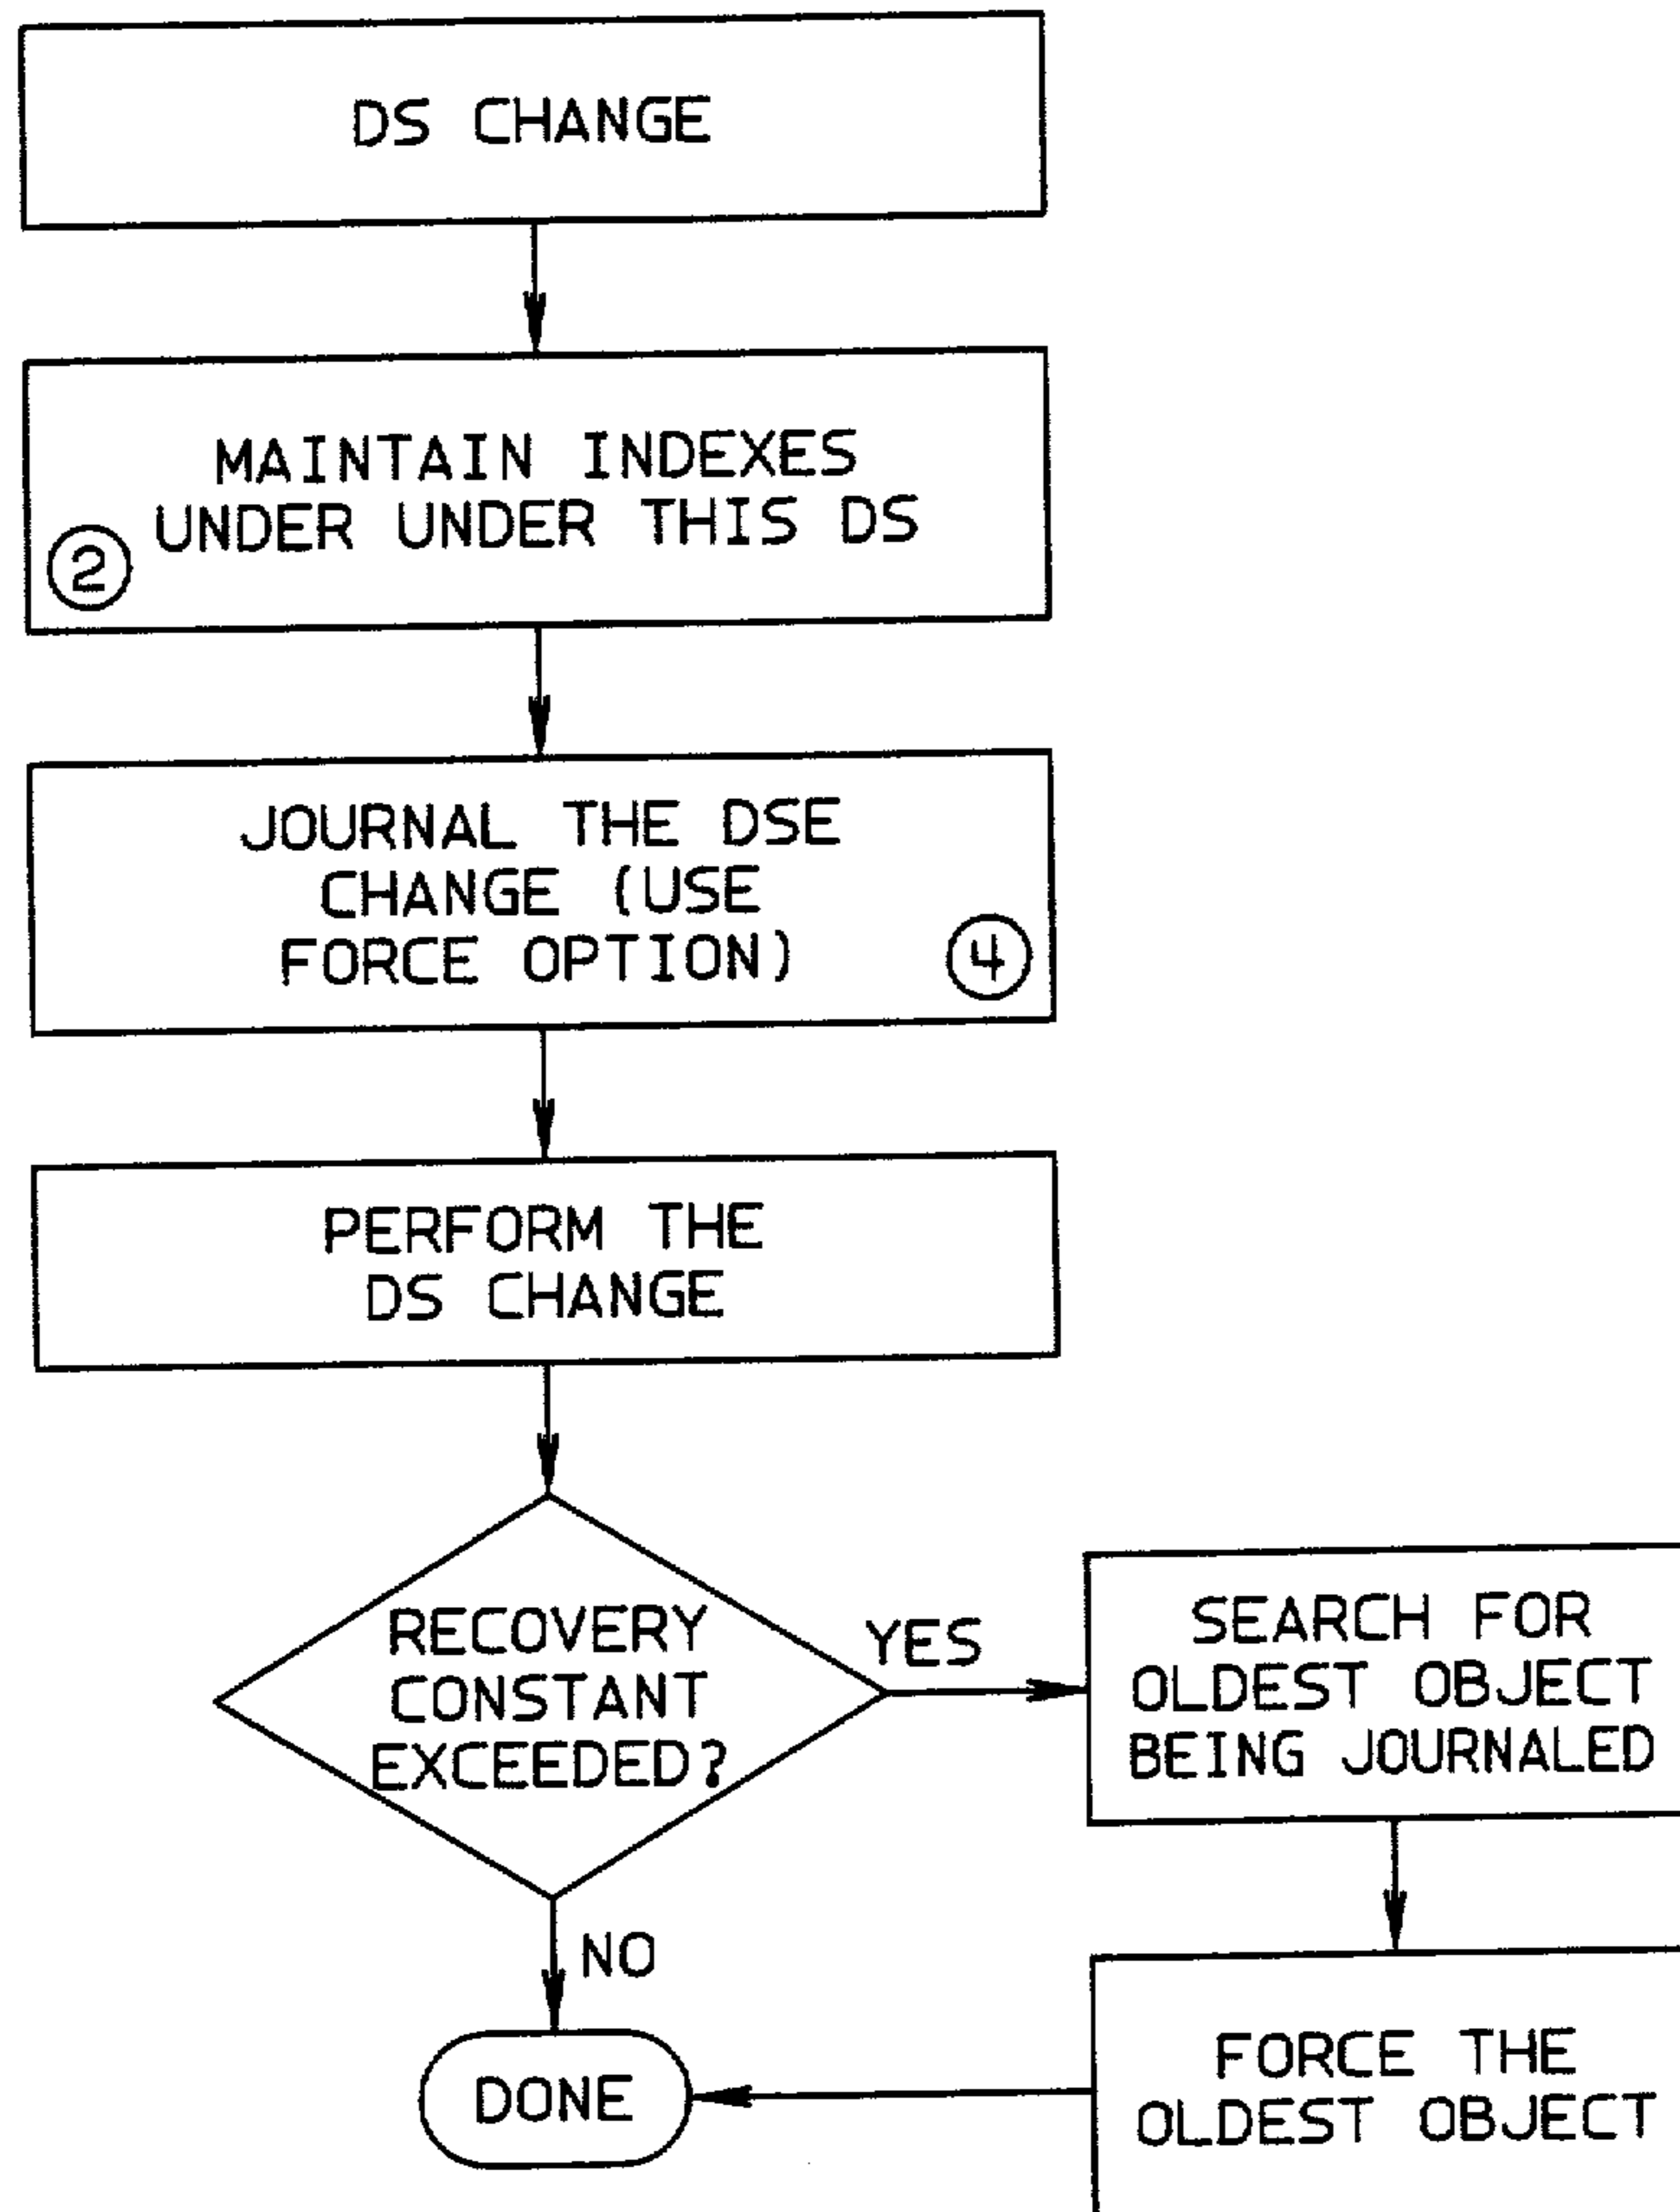 DS CHANGE
MAINTAIN INDEXES
UNDER UNDER THIS DS
2
JOURNAL THE DSE
CHANGE (USE
FORCE OPTION)
4
PERFORM THE
DS CHANGE
RECOVERY
CONSTANT
EXCEEDED?
YES
SEARCH FOR
OLDEST OBJECT
BEING JOURNALED
NO
DONE
FORCE THE
OLDEST OBJECT